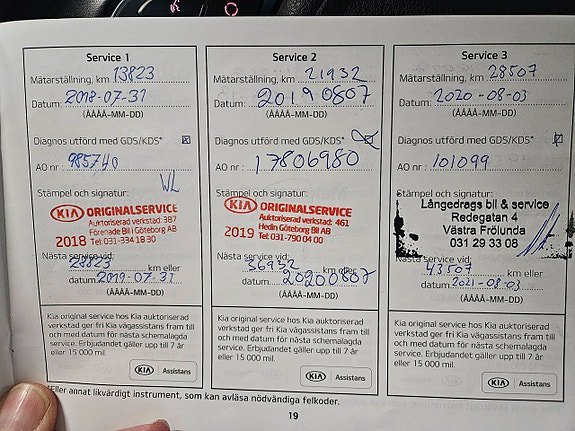 Service 1
Mätarställning, km 13823
Datum: 2018-07-31
(ÅÅÅÅ-MM-DD)
Diagnos utförd med GDS/KDS*
AO nr: 985740
Stämpel och signatur:
KIA ORIGINALSERVICE
Auktoriserad verkstad: 387
Förenade Bil i Göteborg AB
2018 Tel: 031-334 18 30
Nästa service vid:
28823 km eller
datum 2019-07-31
(ÅÅÅÅ-MM-DD)
Kia original service hos Kia auktoriserad
verkstad ger fri Kia vägassistans fram till
och med datum för nästa schemalagda
service. Erbjudandet gäller upp till 7 år
eller 15 000 mil.
KIA Assistans
Service 2
Mätarställning, km 21932
Datum: 20190807
(ÅÅÅÅ-MM-DD)
Diagnos utförd med GDS/KDS*
AO nr: 17806980
Stämpel och signatur:
KIA ORIGINALSERVICE
Auktoriserad verkstad: 461
Hedin Göteborg Bil AB
2019 Tel: 031-790 04 00
Nästa service vid:
36932 km eller
datum 20200807
(ÅÅÅÅ-MM-DD)
Kia original service hos Kia auktoriserad
verkstad ger fri Kia vägassistans fram till
och med datum för nästa schemalagda
service. Erbjudandet gäller upp till 7 år
eller 15 000 mil.
KIA Assistans
Service 3
Mätarställning, km 28507
Datum: 2020-08-03
(ÅÅÅÅ-MM-DD)
Diagnos utförd med GDS/KDS*
AO nr: 101099
Stämpel och signatur:
Långedrags bil & service
Redegatan 4
Västra Frölunda
031 29 33 08
Nästa service vid:
43507 km eller
datum 2021-08-03
(ÅÅÅÅ-MM-DD)
Kia original service hos Kia auktoriserad
verkstad ger fri Kia vägassistans fram till
och med datum för nästa schemalagda
service. Erbjudandet gäller upp till 7 år
eller 15 000 mil.
KIA Assistans
*Eller annat likvärdigt instrument, som kan avläsa nödvändiga felkoder.
19